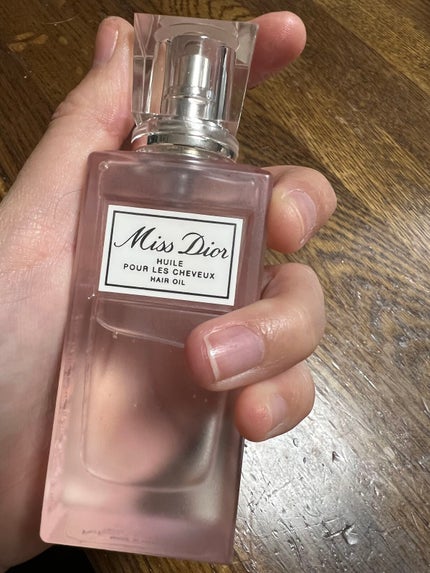 Miss Dior
HUILE
POUR LES CHEVEUX
HAIR OIL